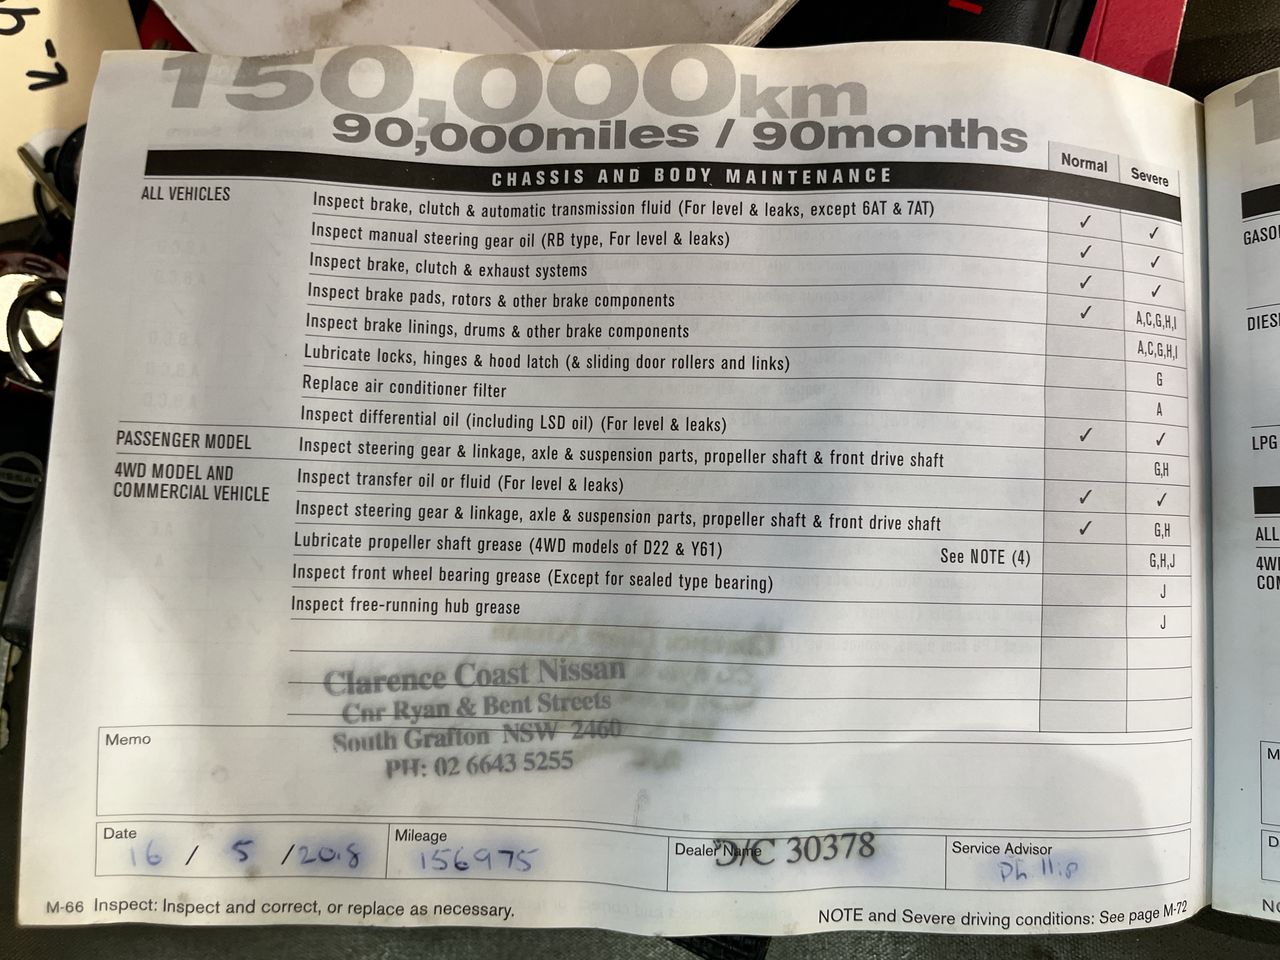 150,000km
90,000miles / 90months
Normal Severe
CHASSIS AND BODY MAINTENANCE
ALL VEHICLES Inspect brake, clutch & automatic transmission fluid (For level & leaks, except 6AT & 7AT) ✓ ✓
Inspect manual steering gear oil (RB type, For level & leaks) ✓ ✓
Inspect brake, clutch & exhaust systems ✓ ✓
Inspect brake pads, rotors & other brake components ✓ A,C,G,H,I
Inspect brake linings, drums & other brake components A,C,G,H,I
Lubricate locks, hinges & hood latch (& sliding door rollers and links) G
Replace air conditioner filter A
Inspect differential oil (including LSD oil) (For level & leaks) ✓ ✓
PASSENGER MODEL Inspect steering gear & linkage, axle & suspension parts, propeller shaft & front drive shaft G,H
4WD MODEL AND Inspect transfer oil or fluid (For level & leaks) ✓ ✓
COMMERCIAL VEHICLE Inspect steering gear & linkage, axle & suspension parts, propeller shaft & front drive shaft ✓ G,H
Lubricate propeller shaft grease (4WD models of D22 & Y61) See NOTE (4) G,H,J
Inspect front wheel bearing grease (Except for sealed type bearing) J
Inspect free-running hub grease J
Clarence Coast Nissan
Cnr Ryan & Bent Streets
South Grafton NSW 2460
PH: 02 6643 5255
Memo
Date 16 / 5 / 2018
Mileage 156975
Dealer Name D/C 30378
Service Advisor Phillip
M-66 Inspect: Inspect and correct, or replace as necessary.
NOTE and Severe driving conditions: See page M-72
LPG
ALL